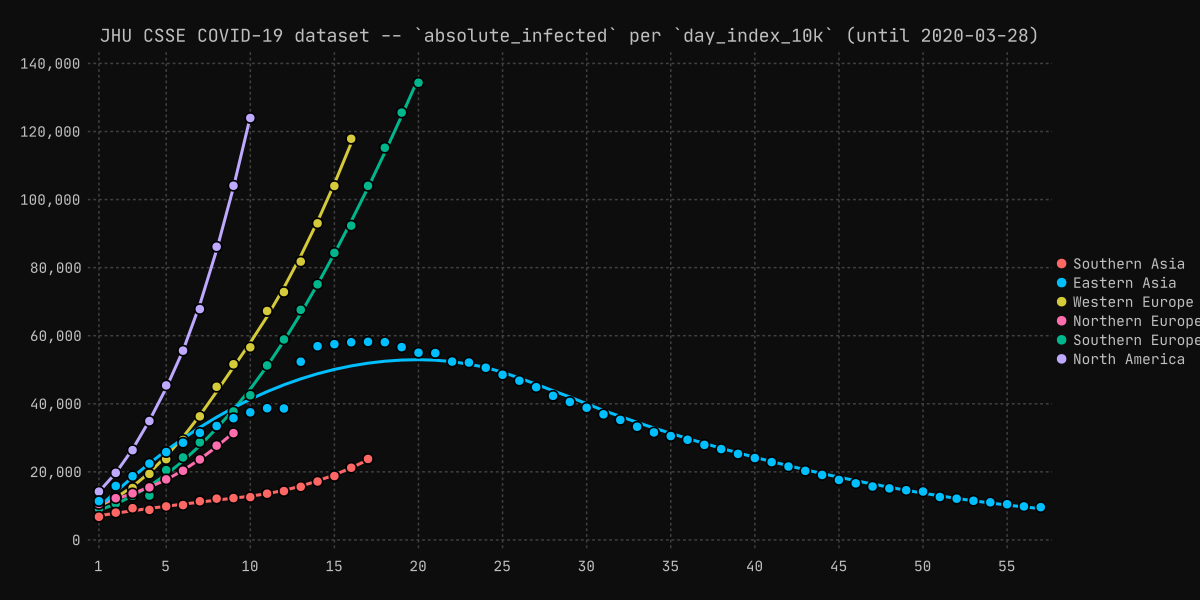 JHU CSSE COVID-19 dataset -- `absolute_infected` per `day_index_10k` (until 2020-03-28)
140,000
120,000
100,000
80,000
60,000
40,000
20,000
0
1 5 10 15 20 25 30 35 40 45 50 55
Southern Asia
Eastern Asia
Western Europe
Northern Europe
Southern Europe
North America